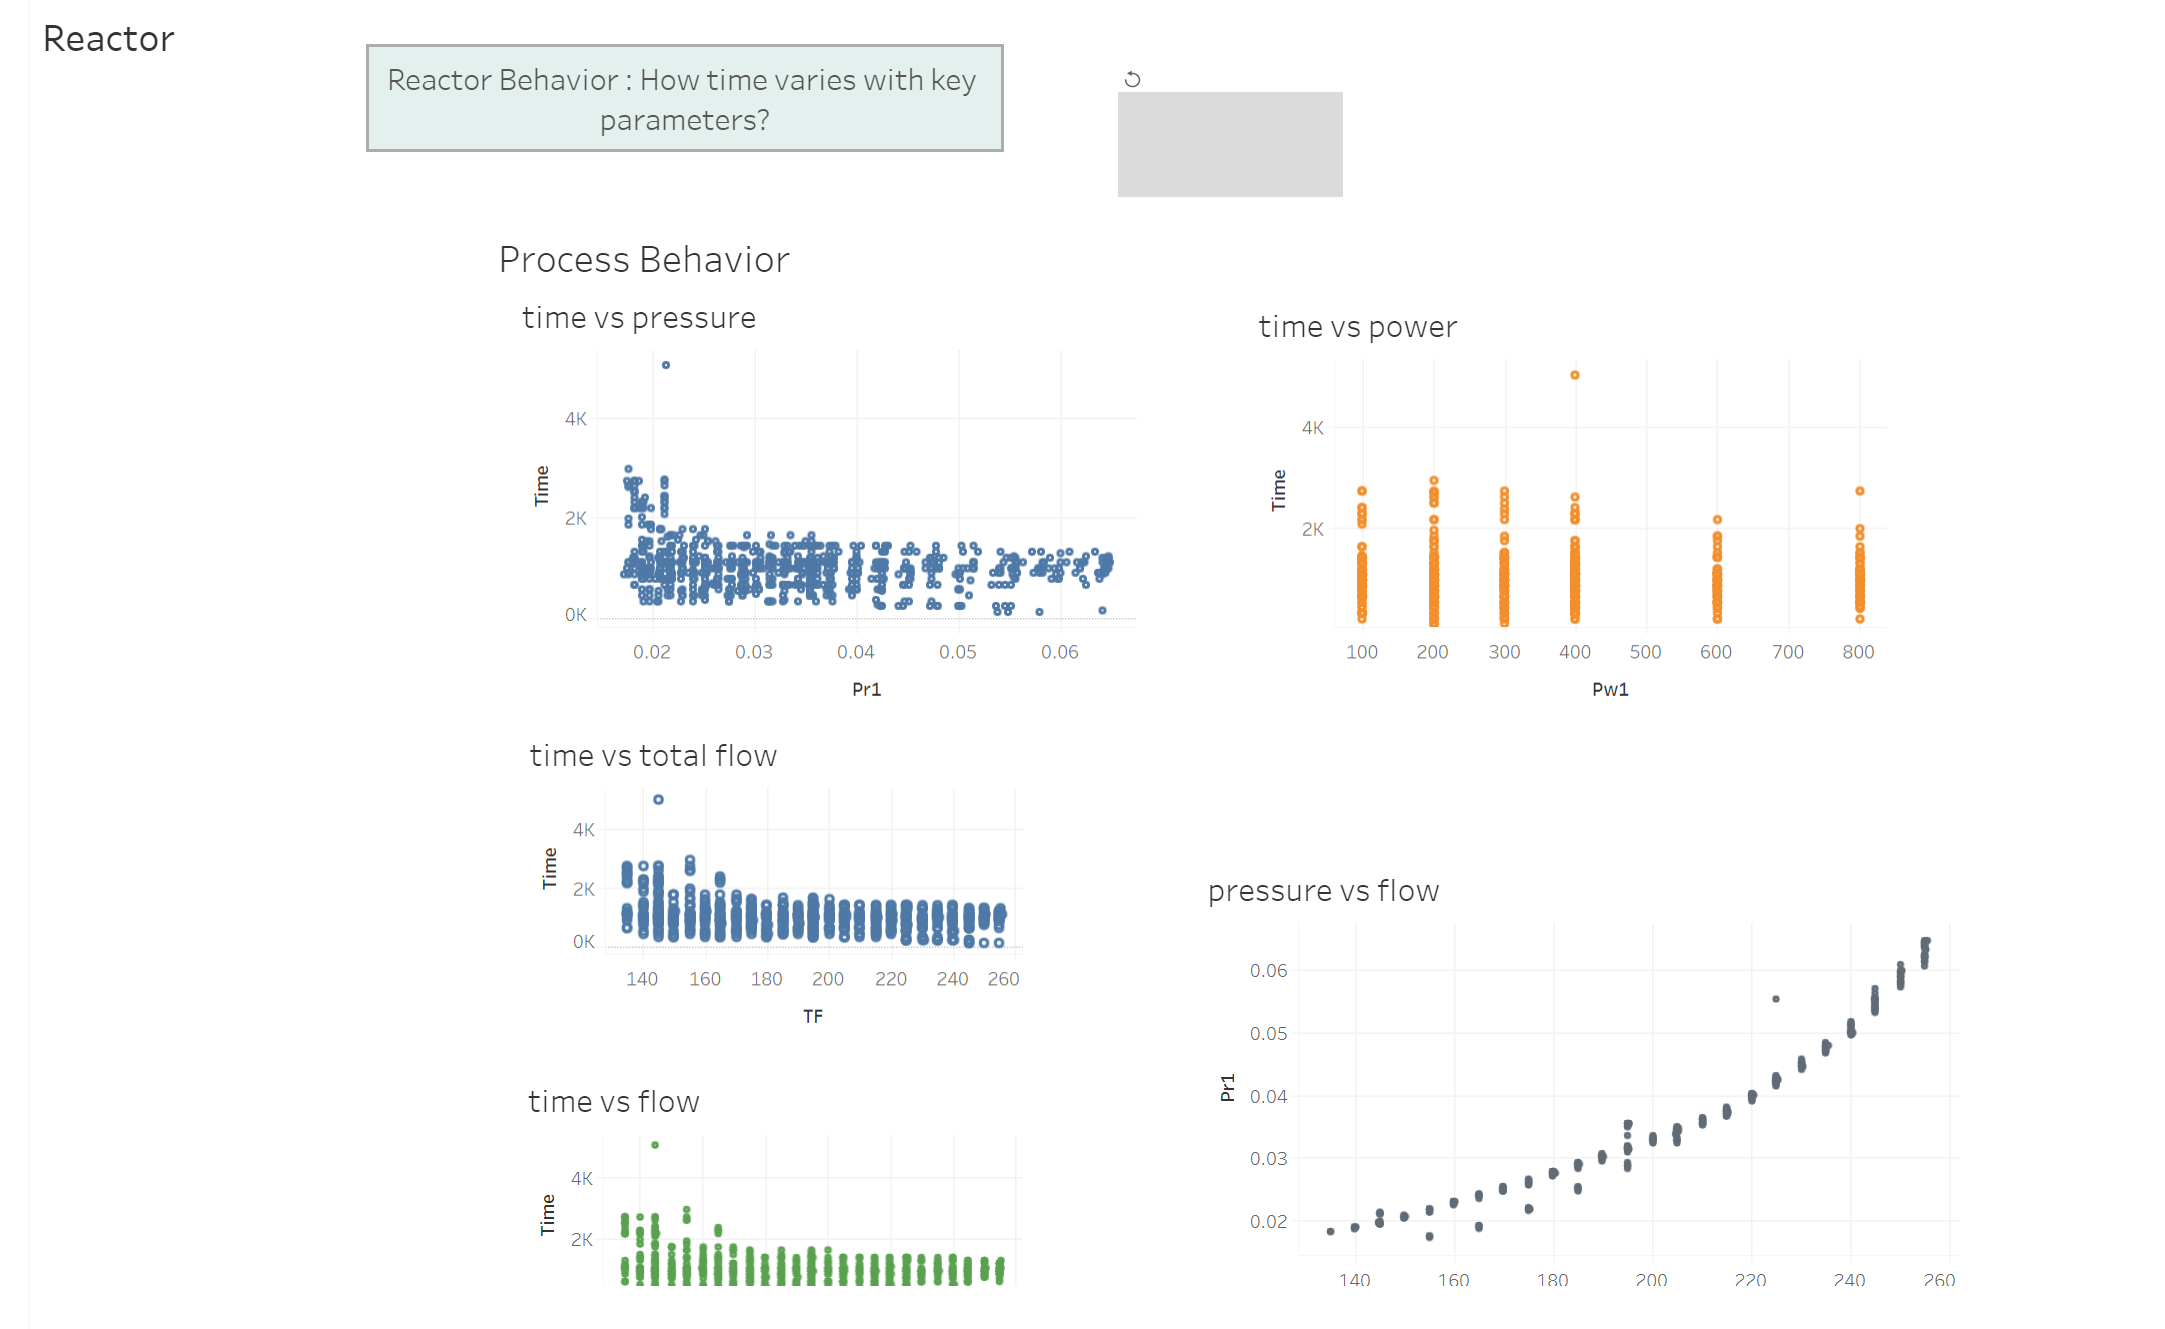 Reactor
Reactor Behavior : How time varies with key
parameters?
Process Behavior
time vs pressure
4K
2K
0K
Time
0.02 0.03 0.04 0.05 0.06
Pr1
time vs power
4K
2K
Time
100 200 300 400 500 600 700 800
Pw1
time vs total flow
4K
2K
0K
Time
140 160 180 200 220 240 260
TF
pressure vs flow
0.06
0.05
0.04
0.03
0.02
Pr1
140 160 180 200 220 240 260
time vs flow
4K
2K
Time